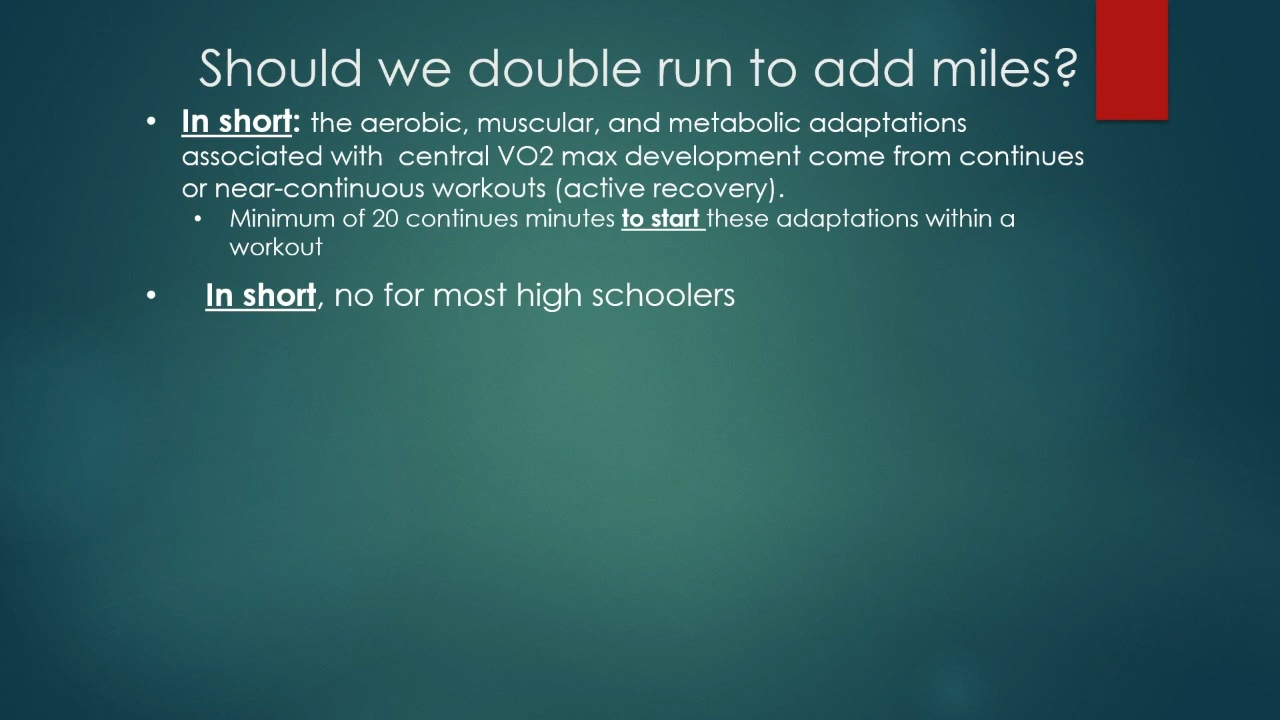 Should we double run to add miles?
• In short: the aerobic, muscular, and metabolic adaptations
associated with  central VO2 max development come from continues
or near-continuous workouts (active recovery).
• Minimum of 20 continues minutes to start these adaptations within a
workout
• In short, no for most high schoolers